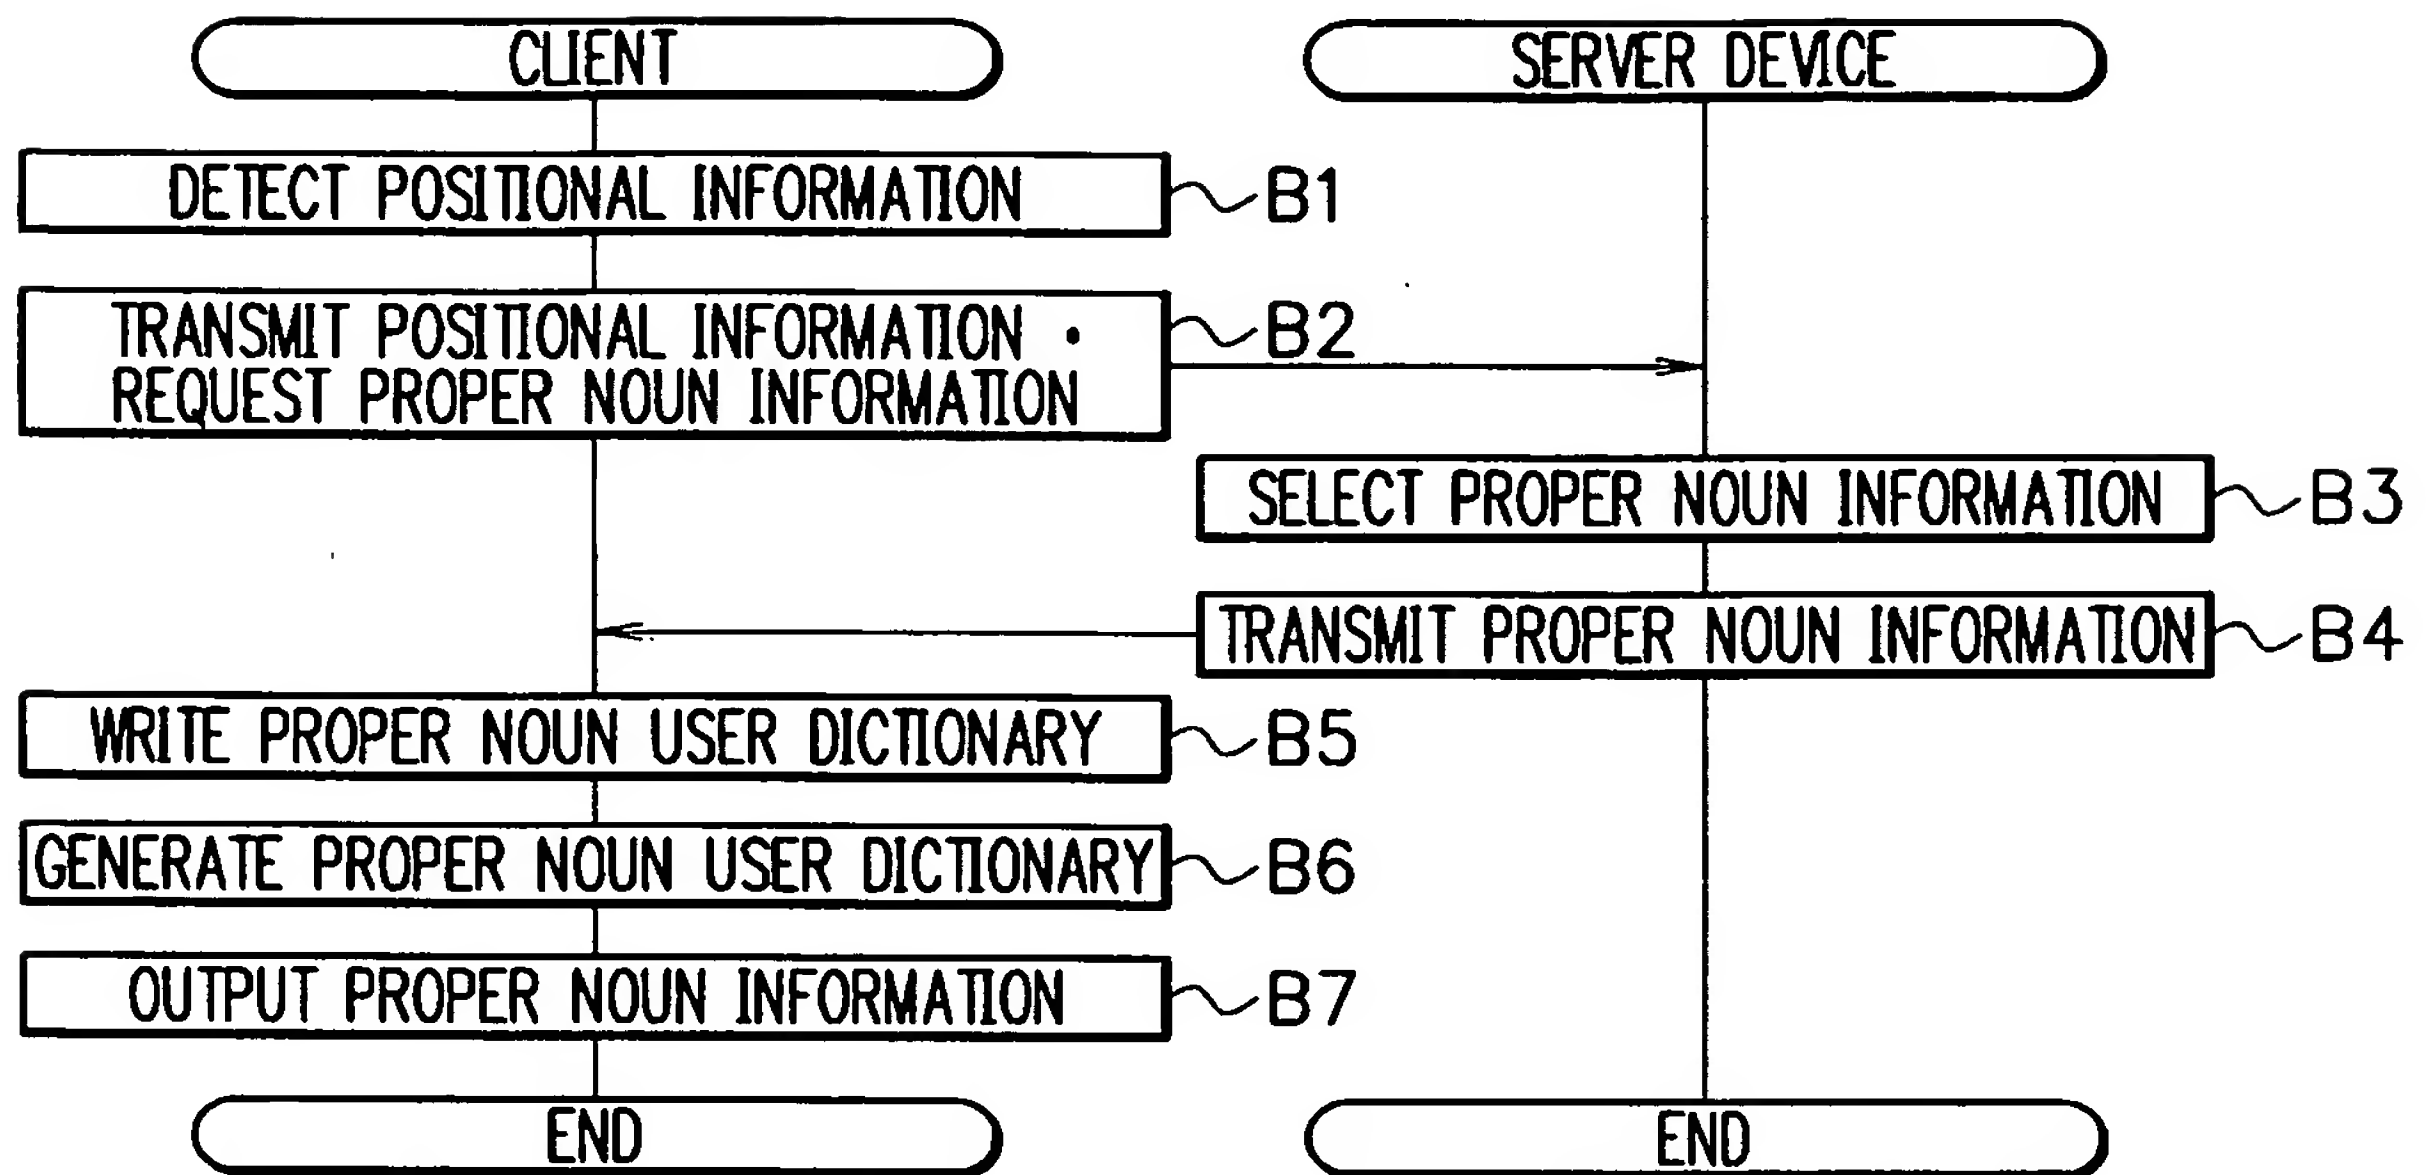 CLIENT
SERVER DEVICE
DETECT POSITIONAL INFORMATION
B1
TRANSMIT POSITIONAL INFORMATION •
REQUEST PROPER NOUN INFORMATION
B2
SELECT PROPER NOUN INFORMATION
B3
TRANSMIT PROPER NOUN INFORMATION
B4
WRITE PROPER NOUN USER DICTIONARY
B5
GENERATE PROPER NOUN USER DICTIONARY
B6
OUTPUT PROPER NOUN INFORMATION
B7
END
END